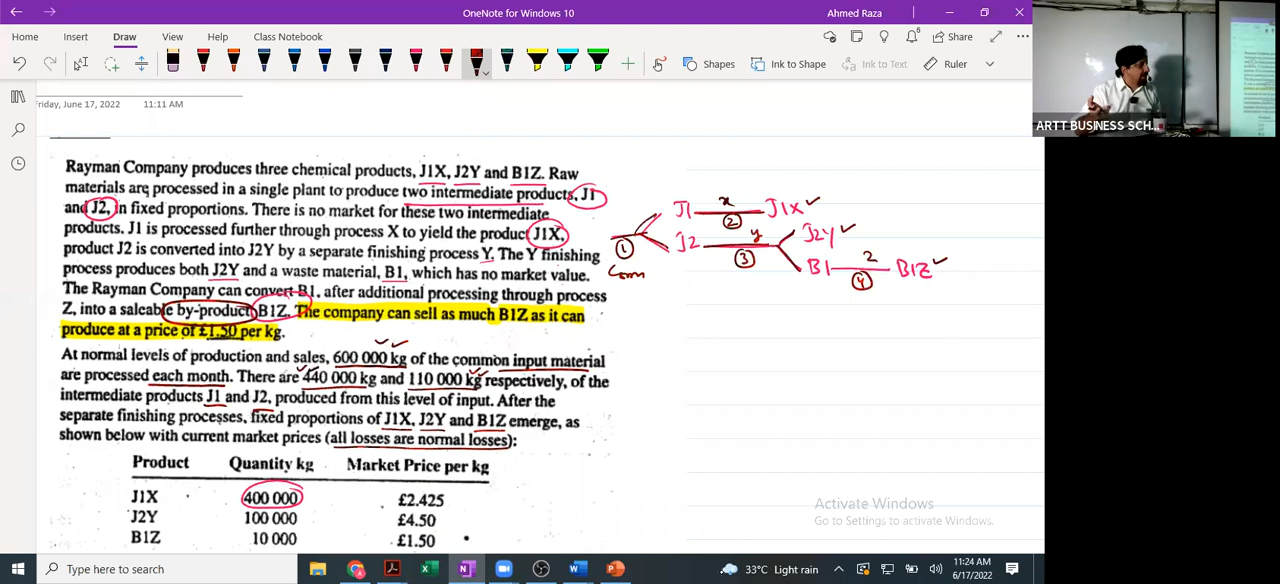 OneNote for Windows 10
Ahmed Raza
Home Insert Draw View Help Class Notebook
Share
Shapes Ink to Shape Ink to Text Ruler
Friday, June 17, 2022 11:11 AM
ARTT BUSINESS SCH...
Rayman Company produces three chemical products, J1X, J2Y and B1Z. Raw
materials are processed in a single plant to produce two intermediate products, J1
and J2, in fixed proportions. There is no market for these two intermediate
products. J1 is processed further through process X to yield the product J1X,
product J2 is converted into J2Y by a separate finishing process Y. The Y finishing
process produces both J2Y and a waste material, B1, which has no market value.
The Rayman Company can convert B1, after additional processing through process
Z, into a saleable by-product, B1Z. The company can sell as much B1Z as it can
produce at a price of £1.50 per kg.
At normal levels of production and sales, 600 000 kg of the common input material
are processed each month. There are 440 000 kg and 110 000 kg respectively, of the
intermediate products J1 and J2, produced from this level of input. After the
separate finishing processes, fixed proportions of J1X, J2Y and B1Z emerge, as
shown below with current market prices (all losses are normal losses):
Product Quantity kg Market Price per kg
J1X 400 000 £2.425
J2Y 100 000 £4.50
B1Z 10 000 £1.50
J1 x 2 J1X
1 Com
J2 y 3 J2Y
B1 2 4 B1Z
Activate Windows
Go to Settings to activate Windows.
Type here to search
33°C Light rain
11:24 AM
6/17/2022